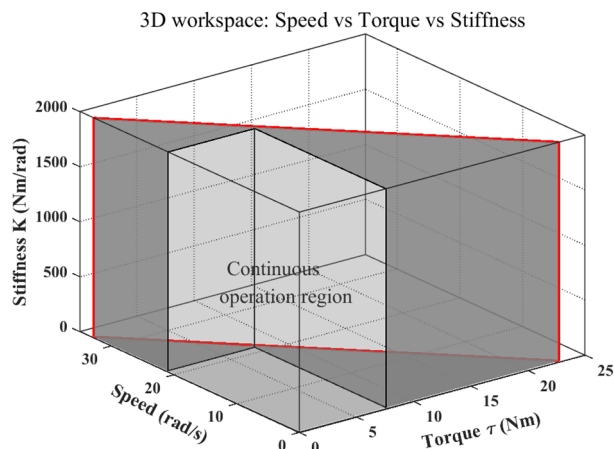 3D workspace: Speed vs Torque vs Stiffness
2000
1500
1000
500
0
Stiffness K (Nm/rad)
Continuous
operation region
30
20
10
0
Speed (rad/s)
0
5
10
15
20
25
Torque τ (Nm)